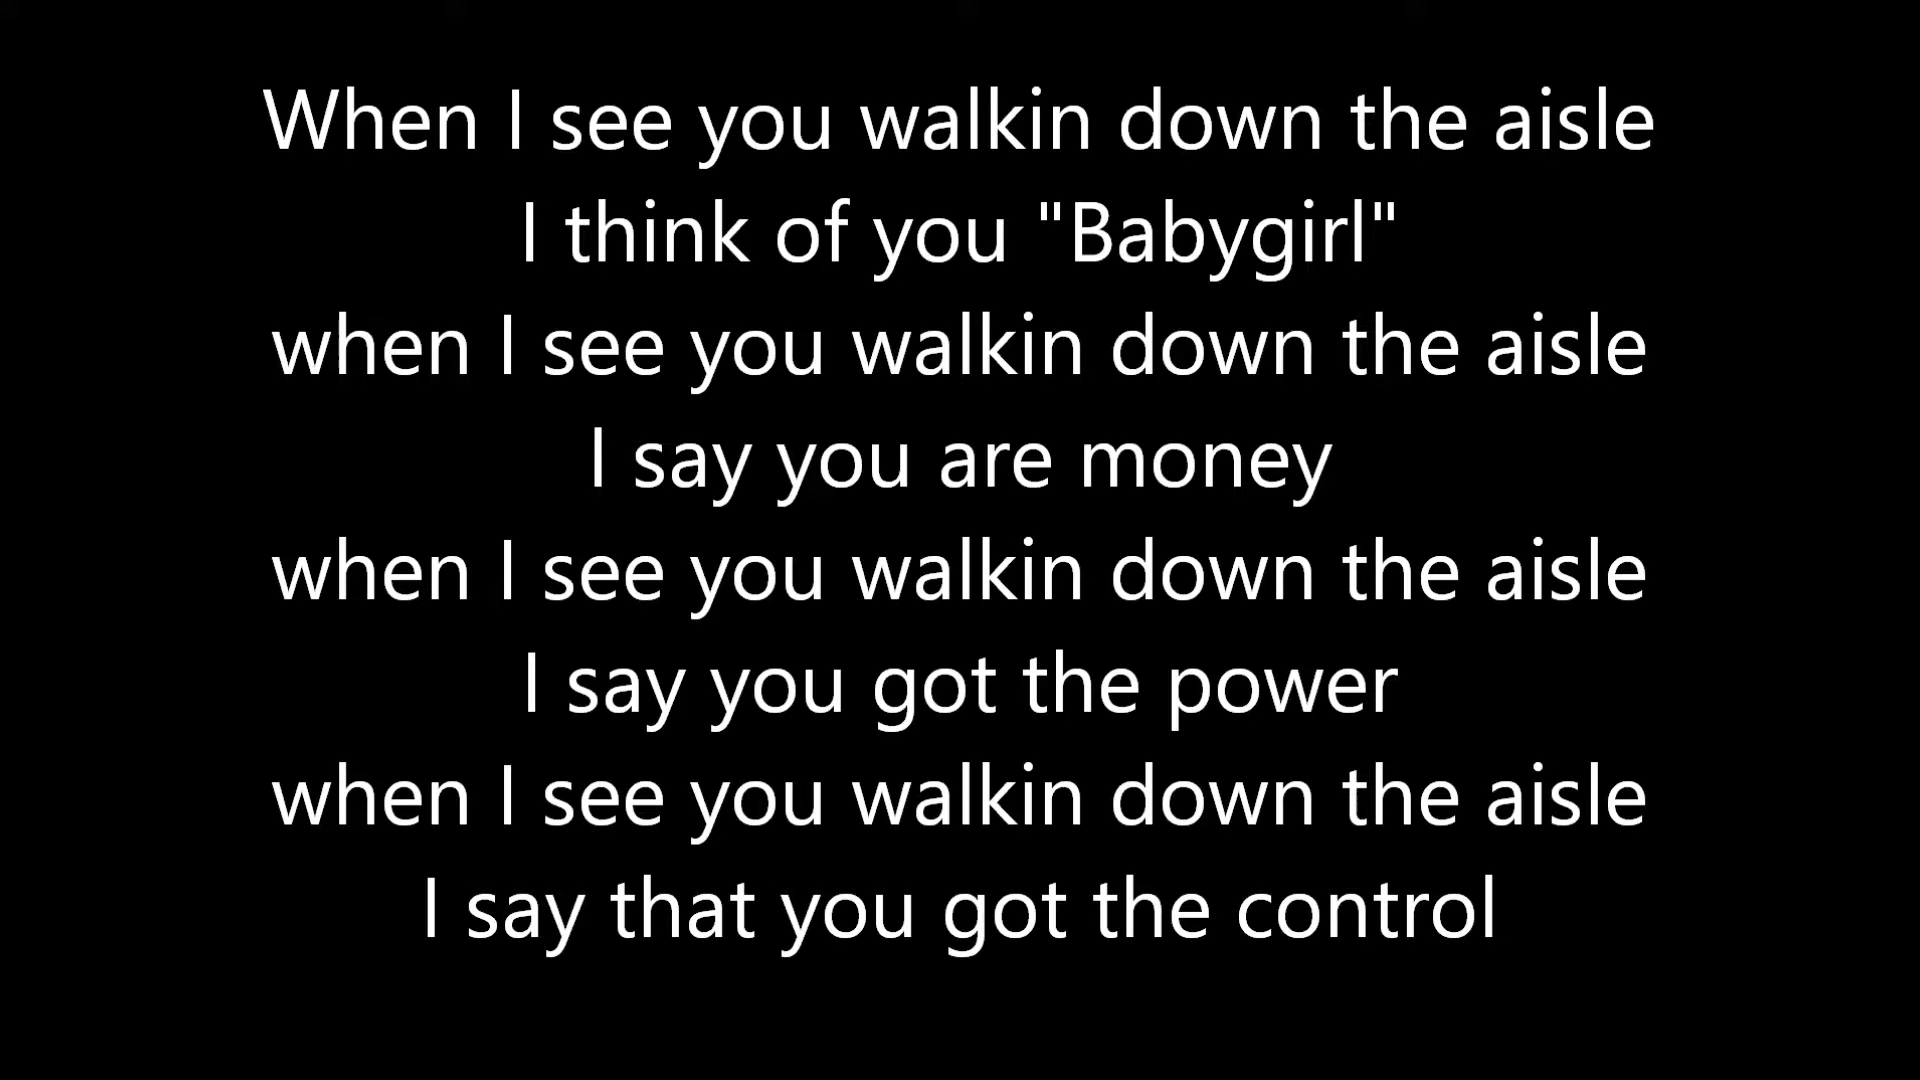 When I see you walkin down the aisle
I think of you "Babygirl"
when I see you walkin down the aisle
I say you are money
when I see you walkin down the aisle
I say you got the power
when I see you walkin down the aisle
I say that you got the control